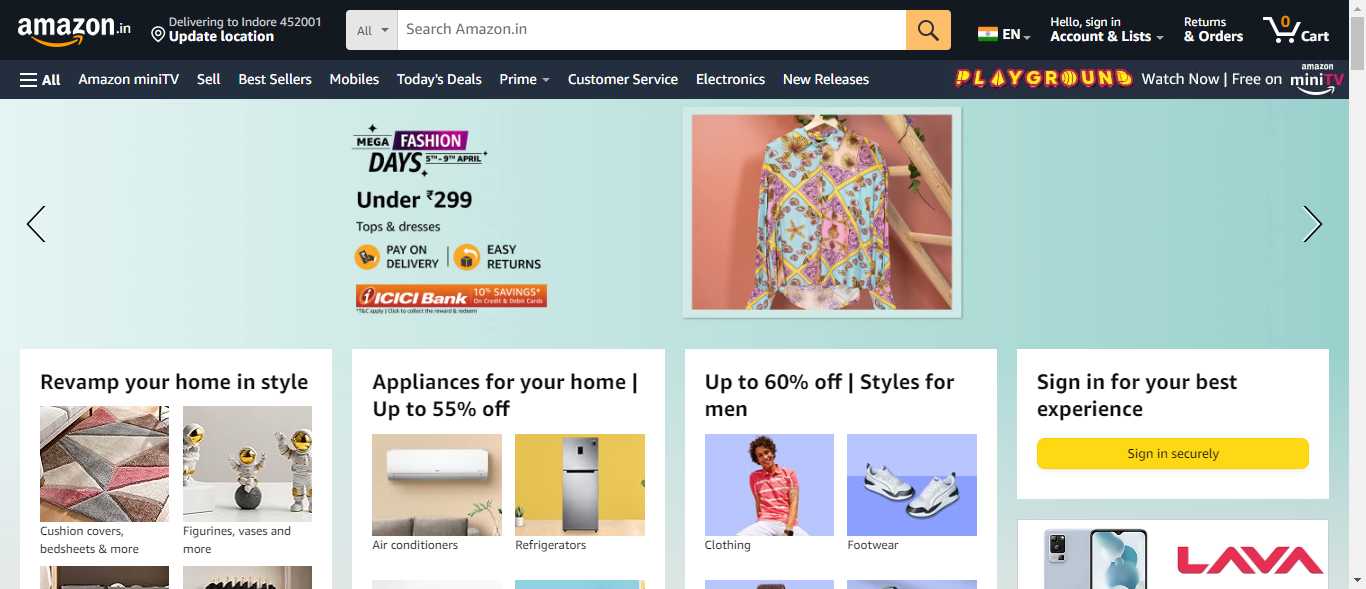 amazon.in
Delivering to Indore 452001
Update location
All
Search Amazon.in
EN
Hello, sign in
Account & Lists
Returns
& Orders
0
Cart
All
Amazon miniTV
Sell
Best Sellers
Mobiles
Today's Deals
Prime
Customer Service
Electronics
New Releases
PLAYGROUND
Watch Now | Free on
amazon
miniTV
MEGA FASHION
DAYS 5TH - 9TH APRIL
Under ₹299
Tops & dresses
PAY ON
DELIVERY
EASY
RETURNS
ICICI Bank
10% SAVINGS*
On Credit & Debit Cards
*T&C apply | Click to collect the reward & redeem
Revamp your home in style
Cushion covers,
bedsheets & more
Figurines, vases and
more
Appliances for your home |
Up to 55% off
Air conditioners
Refrigerators
Up to 60% off | Styles for
men
Clothing
Footwear
Sign in for your best
experience
Sign in securely
LAVA